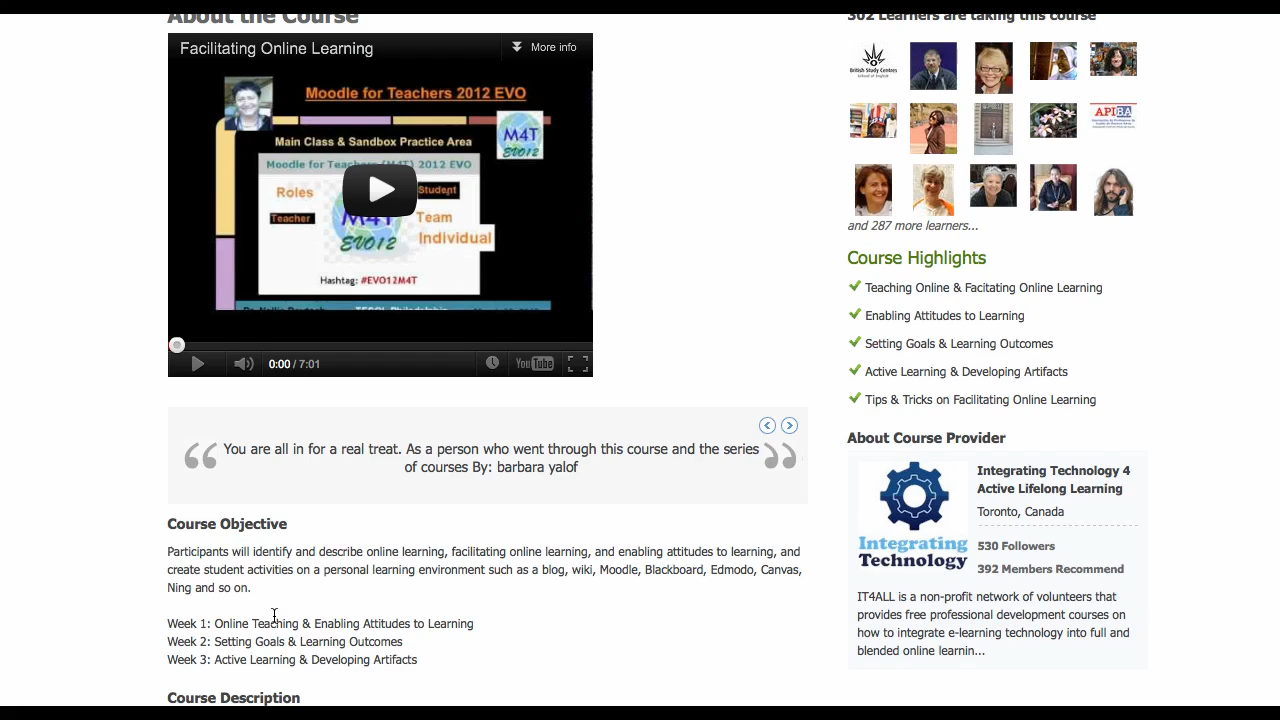 About the Course
Facilitating Online Learning
More info
Moodle for Teachers 2012 EVO
M4T
EVO12
Main Class & Sandbox Practice Area
Moodle for Teachers (M4T) 2012 EVO
Roles
Student
Teacher
M4T
Team
EVO12
Individual
Hashtag: #EVO12M4T
0:00 / 7:01
YouTube
You are all in for a real treat. As a person who went through this course and the series
of courses By: barbara yalof
Course Objective
Participants will identify and describe online learning, facilitating online learning, and enabling attitudes to learning, and
create student activities on a personal learning environment such as a blog, wiki, Moodle, Blackboard, Edmodo, Canvas,
Ning and so on.
Week 1: Online Teaching & Enabling Attitudes to Learning
Week 2: Setting Goals & Learning Outcomes
Week 3: Active Learning & Developing Artifacts
Course Description
302 Learners are taking this course
British Study Centres
School of English
APIBA
and 287 more learners...
Course Highlights
Teaching Online & Facitating Online Learning
Enabling Attitudes to Learning
Setting Goals & Learning Outcomes
Active Learning & Developing Artifacts
Tips & Tricks on Facilitating Online Learning
About Course Provider
Integrating
Technology
Integrating Technology 4
Active Lifelong Learning
Toronto, Canada
530 Followers
392 Members Recommend
IT4ALL is a non-profit network of volunteers that
provides free professional development courses on
how to integrate e-learning technology into full and
blended online learnin...